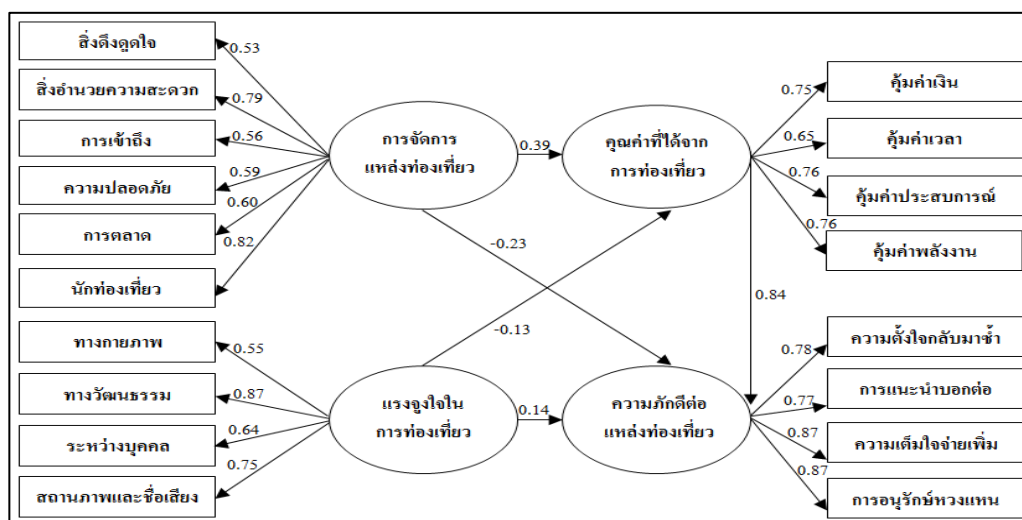 สิ่งดึงดูดใจ
สิ่งอำนวยความสะดวก
การเข้าถึง
ความปลอดภัย
การตลาด
นักท่องเที่ยว
0.53
0.79
0.56
0.59
0.60
0.82
การจัดการ
แหล่งท่องเที่ยว
0.39
คุณค่าที่ได้จาก
การท่องเที่ยว
0.75
0.65
0.76
0.76
คุ้มค่าเงิน
คุ้มค่าเวลา
คุ้มค่าประสบการณ์
คุ้มค่าพลังงาน
-0.23
-0.13
0.84
ทางกายภาพ
ทางวัฒนธรรม
ระหว่างบุคคล
สถานภาพและชื่อเสียง
0.55
0.87
0.64
0.75
แรงจูงใจใน
การท่องเที่ยว
0.14
ความภักดีต่อ
แหล่งท่องเที่ยว
0.78
0.77
0.87
0.87
ความตั้งใจกลับมาซ้ำ
การแนะนำบอกต่อ
ความเต็มใจจ่ายเพิ่ม
การอนุรักษ์หวงแหน